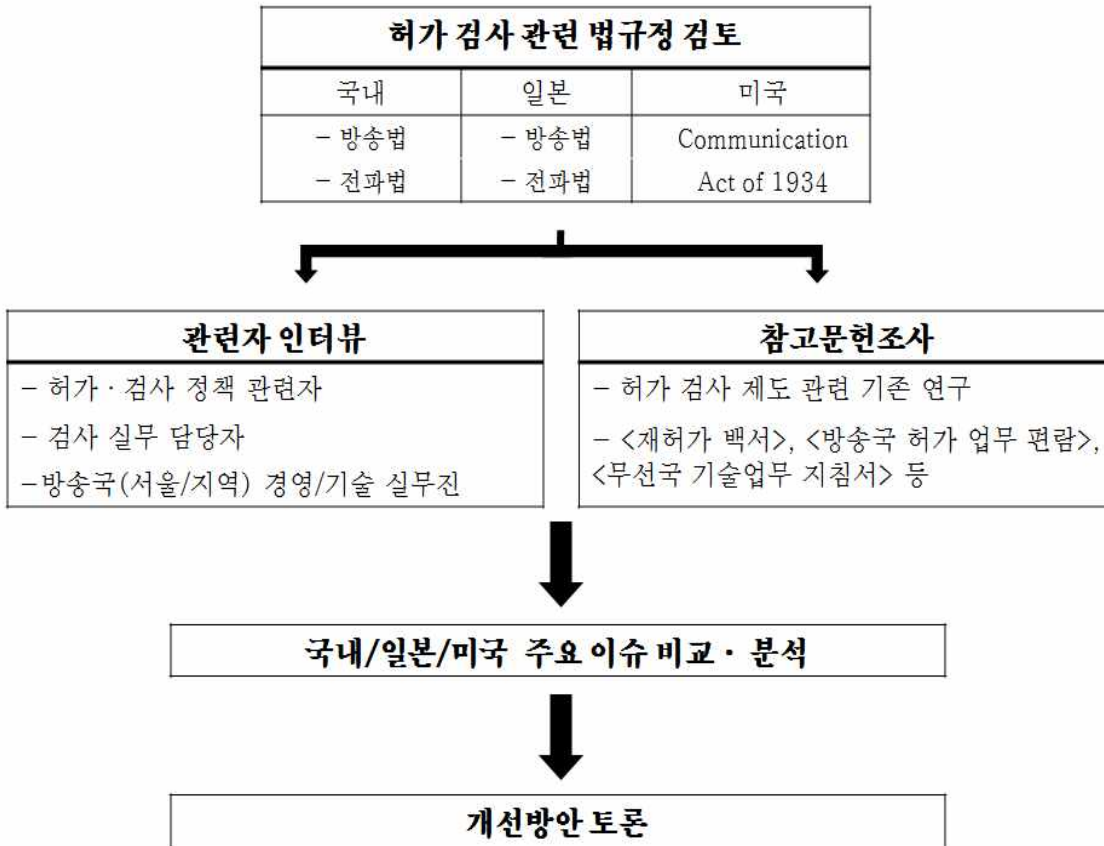 허가 검사 관련 법규정 검토
국내 일본 미국
- 방송법 - 방송법 Communication
- 전파법 - 전파법 Act of 1934
관련자 인터뷰
- 허가 · 검사 정책 관련자
- 검사 실무 담당자
-방송국(서울/지역) 경영/기술 실무진
참고문헌조사
- 허가 검사 제도 관련 기존 연구
- <재허가 백서>, <방송국 허가 업무 편람>,
<무선국 기술업무 지침서> 등
국내/일본/미국 주요 이슈 비교 · 분석
개선방안 토론